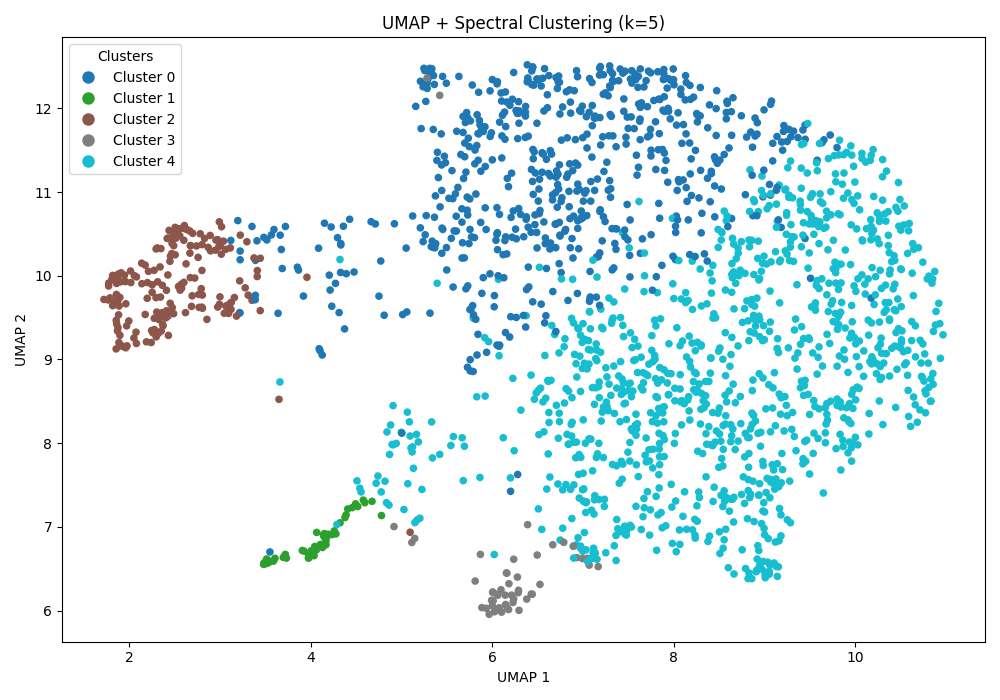 UMAP + Spectral Clustering (k=5)
Clusters
Cluster 0
Cluster 1
Cluster 2
Cluster 3
Cluster 4
UMAP 2
12
11
10
9
8
7
6
2
4
6
8
10
UMAP 1